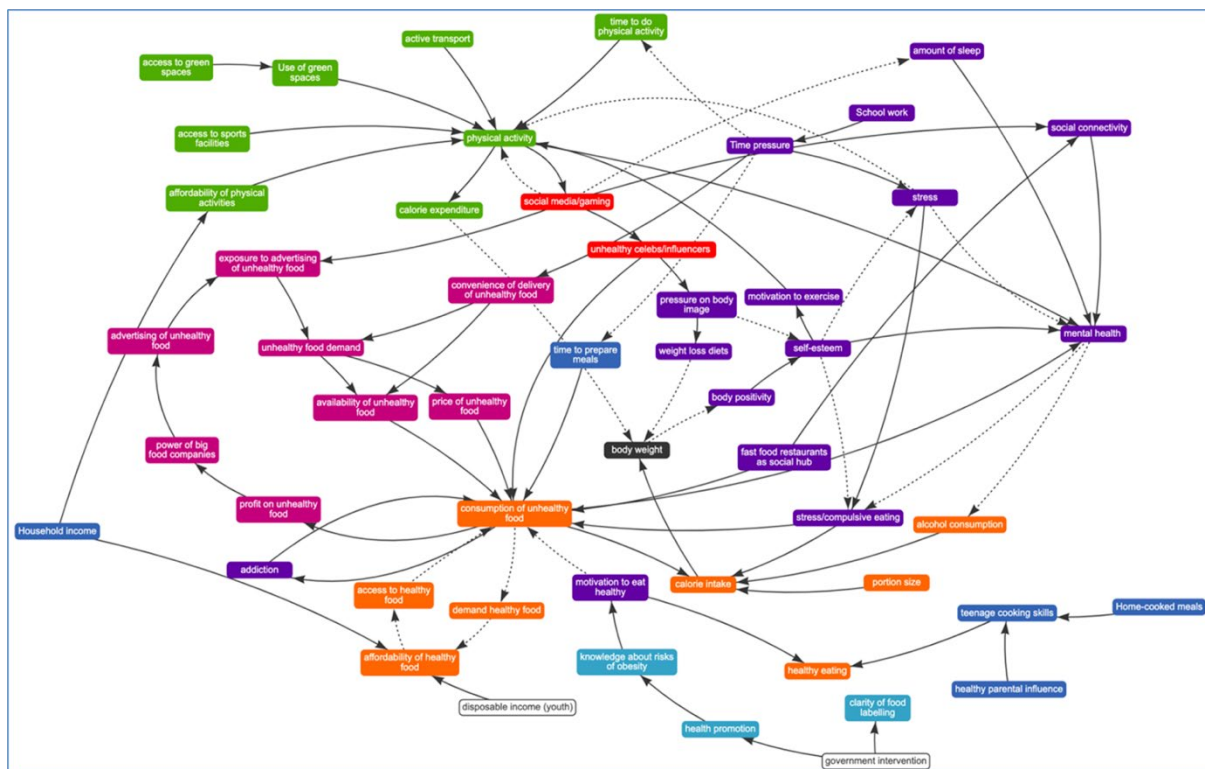 time to do
physical activity
active transport
amount of sleep
access to green
spaces
Use of green
spaces
School work
social connectivity
access to sports
facilities
physical activity
Time pressure
affordability of physical
activities
calorie expenditure
social media/gaming
stress
unhealthy celebs/influencers
exposure to advertising
of unhealthy food
convenience of delivery
of unhealthy food
pressure on body
image
motivation to exercise
mental health
advertising of unhealthy
food
unhealthy food demand
time to prepare
meals
weight loss diets
self-esteem
availability of unhealthy
food
price of unhealthy
food
body positivity
power of big
food companies
body weight
fast food restaurants
as social hub
profit on unhealthy
food
consumption of unhealthy
food
stress/compulsive eating
alcohol consumption
Household income
addiction
access to healthy
food
demand healthy food
motivation to eat
healthy
calorie intake
portion size
teenage cooking skills
Home-cooked meals
affordability of healthy
food
knowledge about risks
of obesity
healthy eating
healthy parental influence
disposable income (youth)
clarity of food
labelling
health promotion
government intervention